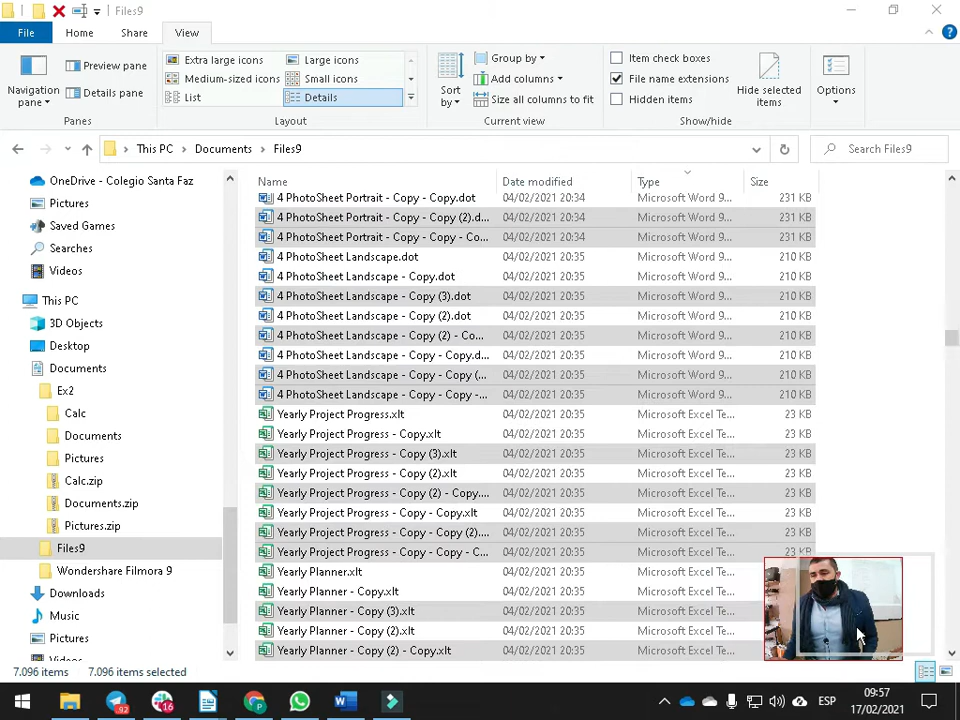 Files9
File Home Share View
Navigation pane
Preview pane
Details pane
Panes
Extra large icons Large icons
Medium-sized icons Small icons
List Details
Layout
Sort by
Group by
Add columns
Size all columns to fit
Current view
Item check boxes
File name extensions
Hidden items
Hide selected items
Show/hide
Options
This PC Documents Files9
Search Files9
OneDrive - Colegio Santa Faz
Pictures
Saved Games
Searches
Videos
This PC
3D Objects
Desktop
Documents
Ex2
Calc
Documents
Pictures
Calc.zip
Documents.zip
Pictures.zip
Files9
Wondershare Filmora 9
Downloads
Music
Pictures
Videos
Name Date modified Type Size
4 PhotoSheet Portrait - Copy - Copy.dot 04/02/2021 20:34 Microsoft Word 9... 231 KB
4 PhotoSheet Portrait - Copy - Copy (2).d... 04/02/2021 20:34 Microsoft Word 9... 231 KB
4 PhotoSheet Portrait - Copy - Copy - Co... 04/02/2021 20:34 Microsoft Word 9... 231 KB
4 PhotoSheet Landscape.dot 04/02/2021 20:35 Microsoft Word 9... 210 KB
4 PhotoSheet Landscape - Copy.dot 04/02/2021 20:35 Microsoft Word 9... 210 KB
4 PhotoSheet Landscape - Copy (3).dot 04/02/2021 20:35 Microsoft Word 9... 210 KB
4 PhotoSheet Landscape - Copy (2).dot 04/02/2021 20:35 Microsoft Word 9... 210 KB
4 PhotoSheet Landscape - Copy (2) - Co... 04/02/2021 20:35 Microsoft Word 9... 210 KB
4 PhotoSheet Landscape - Copy - Copy.d... 04/02/2021 20:35 Microsoft Word 9... 210 KB
4 PhotoSheet Landscape - Copy - Copy (... 04/02/2021 20:35 Microsoft Word 9... 210 KB
4 PhotoSheet Landscape - Copy - Copy -... 04/02/2021 20:35 Microsoft Word 9... 210 KB
Yearly Project Progress.xlt 04/02/2021 20:35 Microsoft Excel Te... 23 KB
Yearly Project Progress - Copy.xlt 04/02/2021 20:35 Microsoft Excel Te... 23 KB
Yearly Project Progress - Copy (3).xlt 04/02/2021 20:35 Microsoft Excel Te... 23 KB
Yearly Project Progress - Copy (2).xlt 04/02/2021 20:35 Microsoft Excel Te... 23 KB
Yearly Project Progress - Copy (2) - Copy.... 04/02/2021 20:35 Microsoft Excel Te... 23 KB
Yearly Project Progress - Copy - Copy.xlt 04/02/2021 20:35 Microsoft Excel Te... 23 KB
Yearly Project Progress - Copy - Copy (2).... 04/02/2021 20:35 Microsoft Excel Te... 23 KB
Yearly Project Progress - Copy - Copy - C... 04/02/2021 20:35 Microsoft Excel Te... 23 KB
Yearly Planner.xlt 04/02/2021 20:35 Microsoft Excel Te...
Yearly Planner - Copy.xlt 04/02/2021 20:35 Microsoft Excel Te...
Yearly Planner - Copy (3).xlt 04/02/2021 20:35 Microsoft Excel Te...
Yearly Planner - Copy (2).xlt 04/02/2021 20:35 Microsoft Excel Te...
Yearly Planner - Copy (2) - Copy.xlt 04/02/2021 20:35 Microsoft Excel Te...
7.096 items 7.096 items selected
92
16
ESP
09:57
17/02/2021